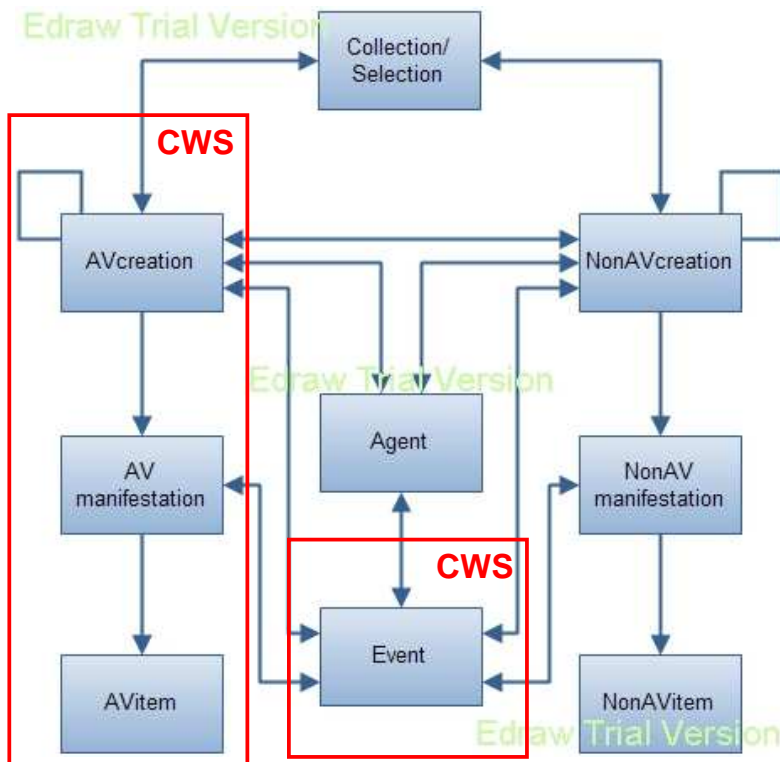 Edraw Trial Version
Collection/
Selection
CWS
AVcreation
NonAVcreation
Edraw Trial Version
Agent
AV
manifestation
NonAV
manifestation
CWS
Event
AVitem
NonAVitem
Edraw Trial Version